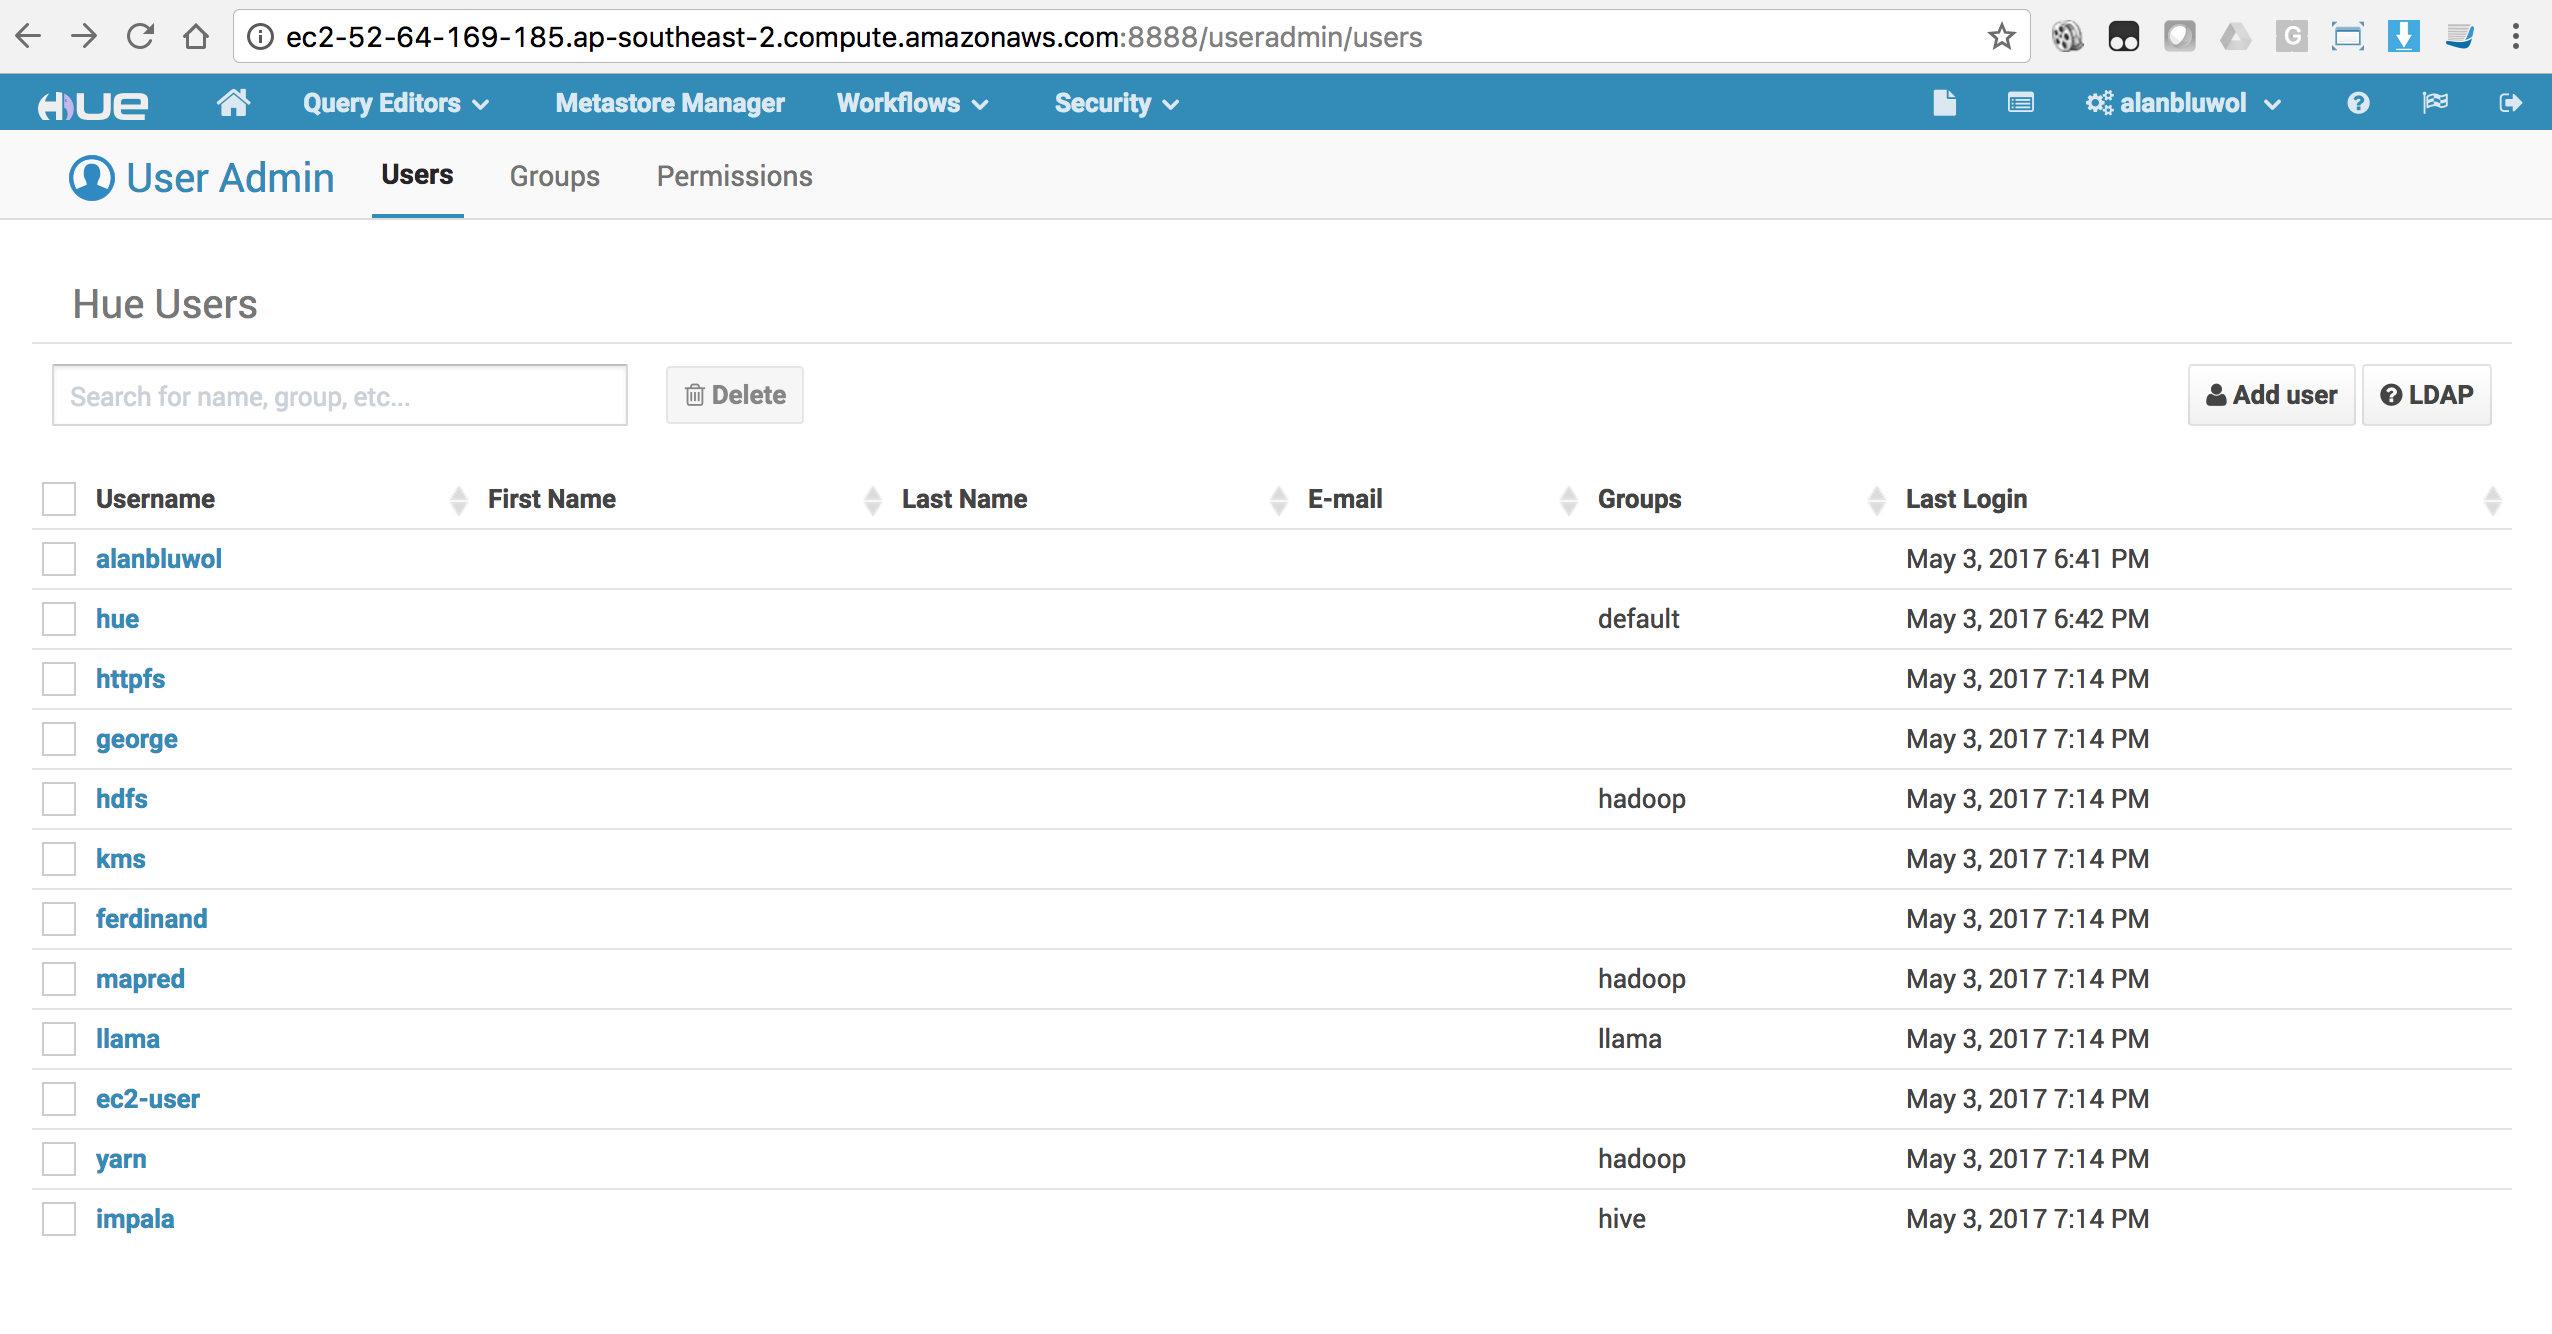 ec2-52-64-169-185.ap-southeast-2.compute.amazonaws.com:8888/useradmin/users
G
HUE Query Editors Metastore Manager Workflows Security alanbluwol
User Admin Users Groups Permissions
Hue Users
Search for name, group, etc... Delete Add user LDAP
Username First Name Last Name E-mail Groups Last Login
alanbluwol May 3, 2017 6:41 PM
hue default May 3, 2017 6:42 PM
httpfs May 3, 2017 7:14 PM
george May 3, 2017 7:14 PM
hdfs hadoop May 3, 2017 7:14 PM
kms May 3, 2017 7:14 PM
ferdinand May 3, 2017 7:14 PM
mapred hadoop May 3, 2017 7:14 PM
llama llama May 3, 2017 7:14 PM
ec2-user May 3, 2017 7:14 PM
yarn hadoop May 3, 2017 7:14 PM
impala hive May 3, 2017 7:14 PM